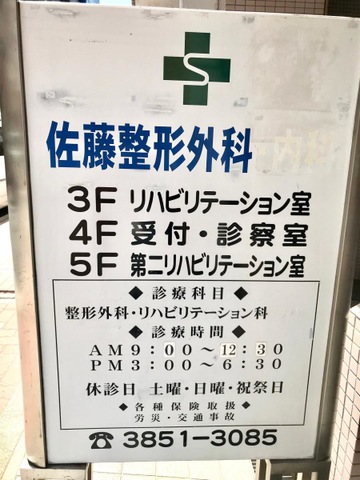 佐藤整形外科
3F リハビリテーション室
4F 受付・診察室
5F 第二リハビリテーション室
◆ 診療科目 ◆
整形外科・リハビリテーション科
◆ 診療時間 ◆
AM9:00~12:30
PM3:00~6:30
休診日 土曜・日曜・祝祭日
◆ 各種保険取扱 ◆
労災・交通事故
☎3851-3085